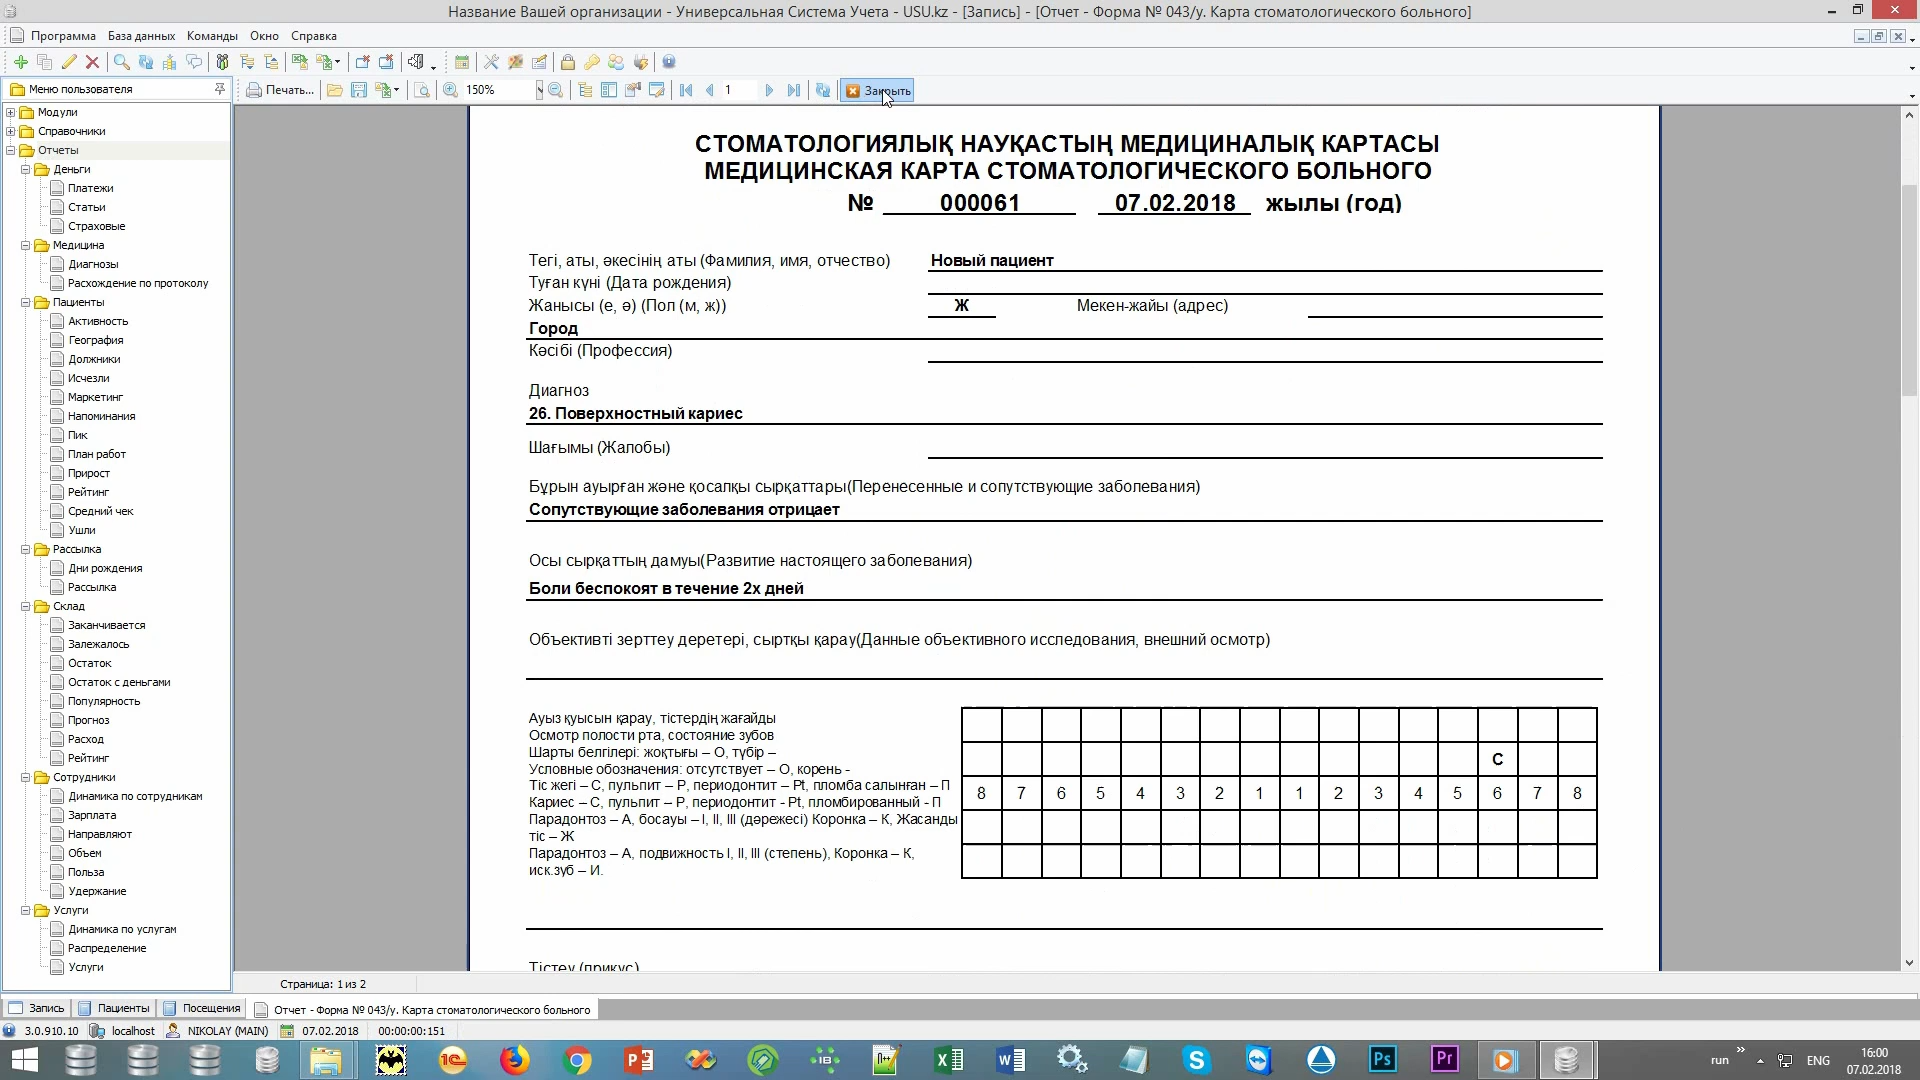 Название Вашей организации - Универсальная Система Учета - USU.kz - [Запись] - [Отчет - Форма № 043/у. Карта стоматологического больного]
Программа База данных Команды Окно Справка
Меню пользователя
Печать...
150%
1
Закрыть
Модули
Справочники
Отчеты
Деньги
Платежи
Статьи
Страховые
Медицина
Диагнозы
Расхождение по протоколу
Пациенты
Активность
География
Должники
Исчезли
Маркетинг
Напоминания
Пик
План работ
Прирост
Рейтинг
Средний чек
Ушли
Рассылка
Дни рождения
Рассылка
Склад
Заканчивается
Залежалось
Остаток
Остаток с деньгами
Популярность
Прогноз
Расход
Рейтинг
Сотрудники
Динамика по сотрудникам
Зарплата
Направляют
Объем
Польза
Удержание
Услуги
Динамика по услугам
Распределение
Услуги
СТОМАТОЛОГИЯЛЫҚ НАУҚАСТЫҢ МЕДИЦИНАЛЫҚ КАРТАСЫ
МЕДИЦИНСКАЯ КАРТА СТОМАТОЛОГИЧЕСКОГО БОЛЬНОГО
№ 000061 07.02.2018 жылы (год)
Тегі, аты, әкесінің аты (Фамилия, имя, отчество) Новый пациент
Туған күні (Дата рождения)
Жанысы (е, ә) (Пол (м, ж)) Ж Мекен-жайы (адрес)
Город
Кәсібі (Профессия)
Диагноз
26. Поверхностный кариес
Шағымы (Жалобы)
Бұрын ауырған және қосалқы сырқаттары(Перенесенные и сопутствующие заболевания)
Сопутствующие заболевания отрицает
Осы сырқаттың дамуы(Развитие настоящего заболевания)
Боли беспокоят в течение 2х дней
Объективті зерттеу деретері, сыртқы қарау(Данные объективного исследования, внешний осмотр)
Ауыз қуысын қарау, тістердің жағайды
Осмотр полости рта, состояние зубов
Шарты белгілері: жоқтығы – О, түбір –
Условные обозначения: отсутствует – О, корень -
Тіс жегі – С, пульпит – Р, периодонтит – Pt, пломба салынған – П
Кариес – С, пульпит – Р, периодонтит - Pt, пломбированный - П
Парадонтоз – А, босауы – I, II, III (дәрежесі) Коронка – К, Жасанды
тіс – Ж
Парадонтоз – А, подвижность I, II, III (степень), Коронка – К,
иск.зуб – И.
С
8 7 6 5 4 3 2 1 1 2 3 4 5 6 7 8
Тістеу (прикус)
Страница: 1 из 2
Запись Пациенты Посещения Отчет - Форма № 043/у. Карта стоматологического больного
3.0.910.10 localhost NIKOLAY (MAIN) 07.02.2018 00:00:00:151
run » ENG 16:00
07.02.2018